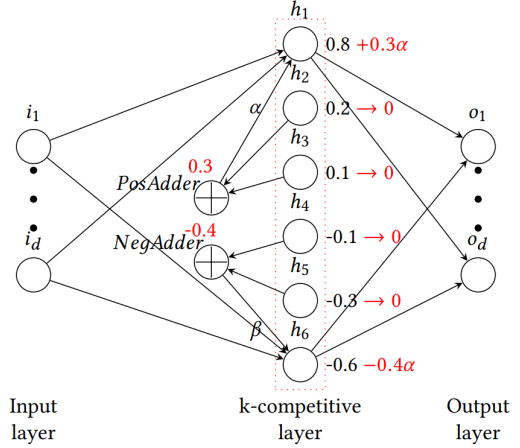 h₁
0.8 +0.3α
h₂
i₁
α
0.2 → 0
o₁
h₃
0.3
0.1 → 0
PosAdder
h₄
-0.4
i_d
NegAdder
-0.1 → 0
o_d
h₅
-0.3 → 0
β
h₆
-0.6 −0.4α
Input
layer
k-competitive
layer
Output
layer